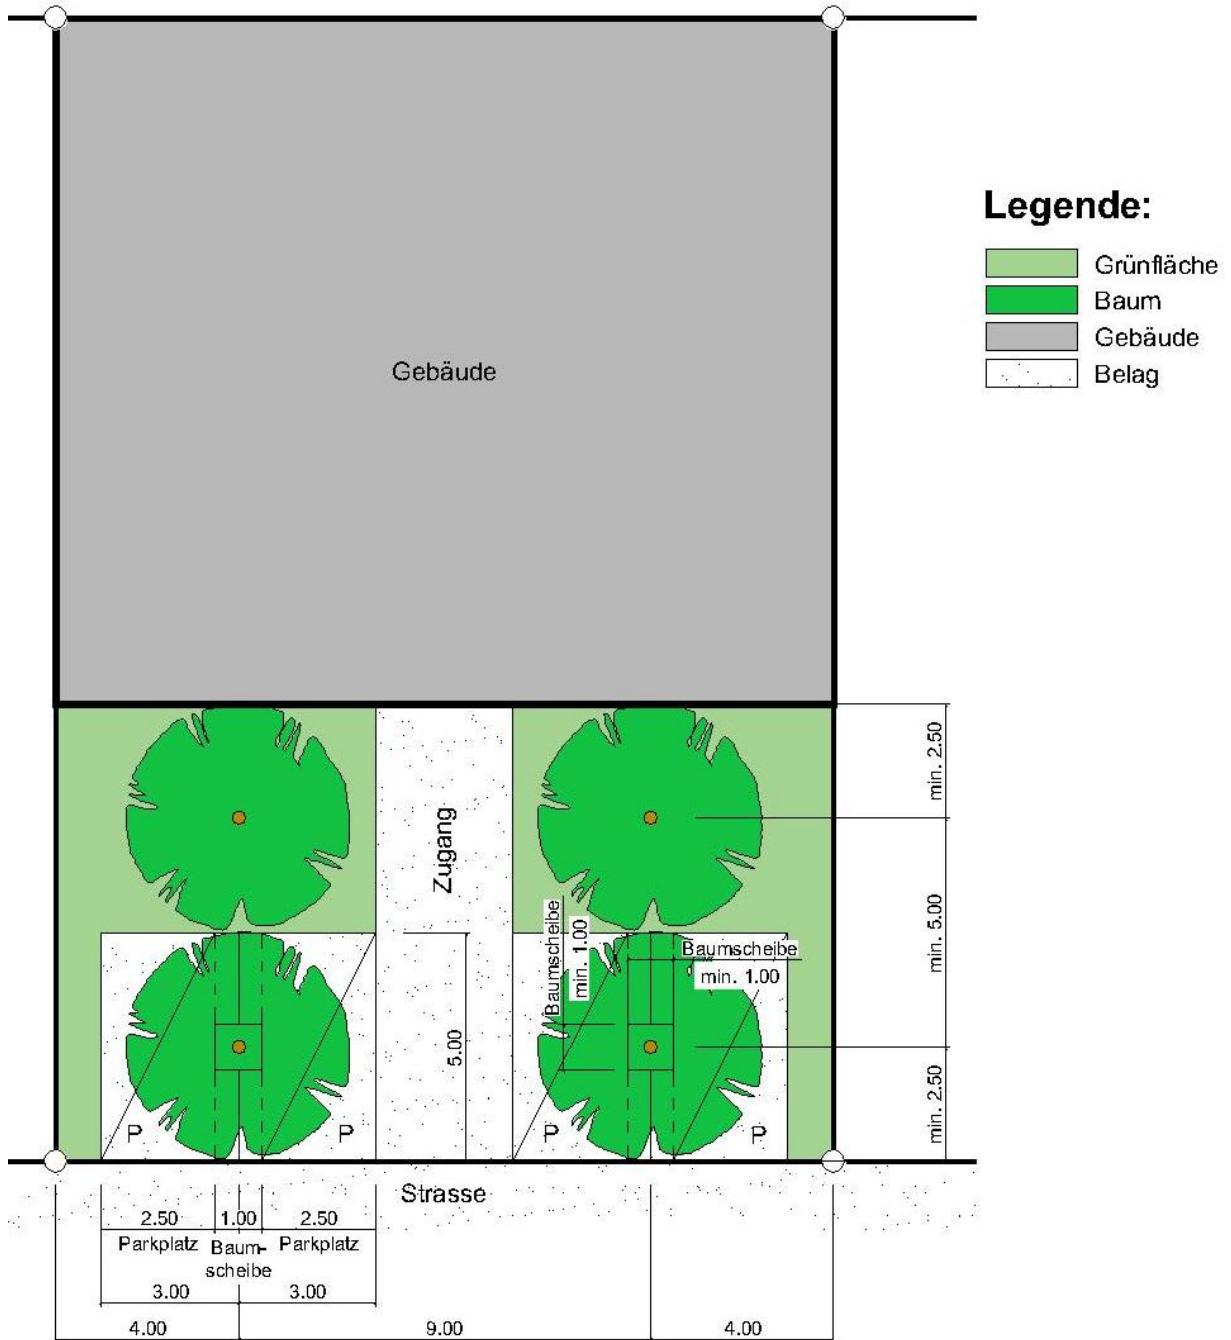 Legende:
Grünfläche
Baum
Gebäude
Belag
Gebäude
min. 2.50
Zugang
min. 5.00
Baumscheibe
min. 1.00
Baumscheibe
min. 1.00
5.00
min. 2.50
P
P
P
P
Strasse
2.50 1.00 2.50
Parkplatz Baum- Parkplatz
scheibe
3.00 3.00
4.00 9.00 4.00